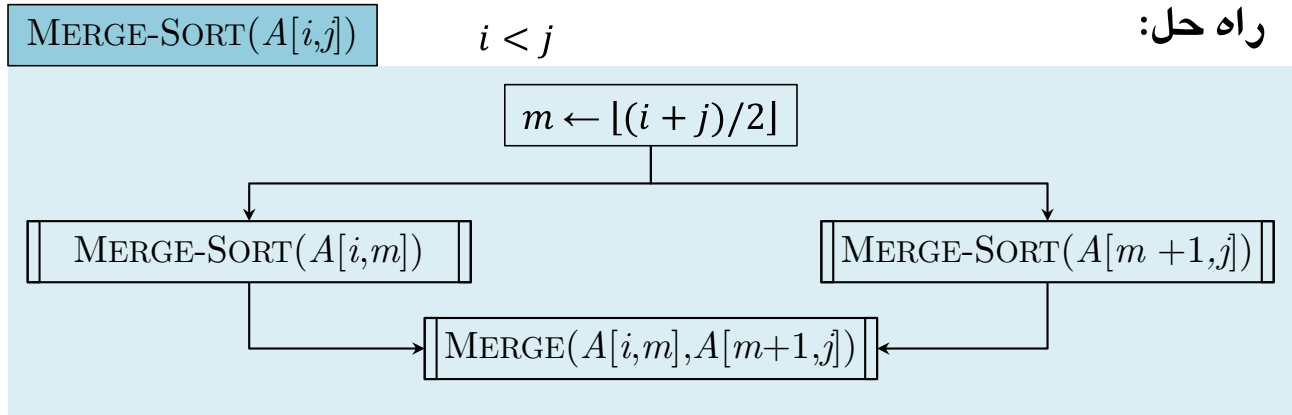 راه حل:
MERGE-SORT(A[i,j]) i < j
m ← ⌊(i + j)/2⌋
MERGE-SORT(A[i,m]) MERGE-SORT(A[m +1,j])
MERGE(A[i,m],A[m+1,j])